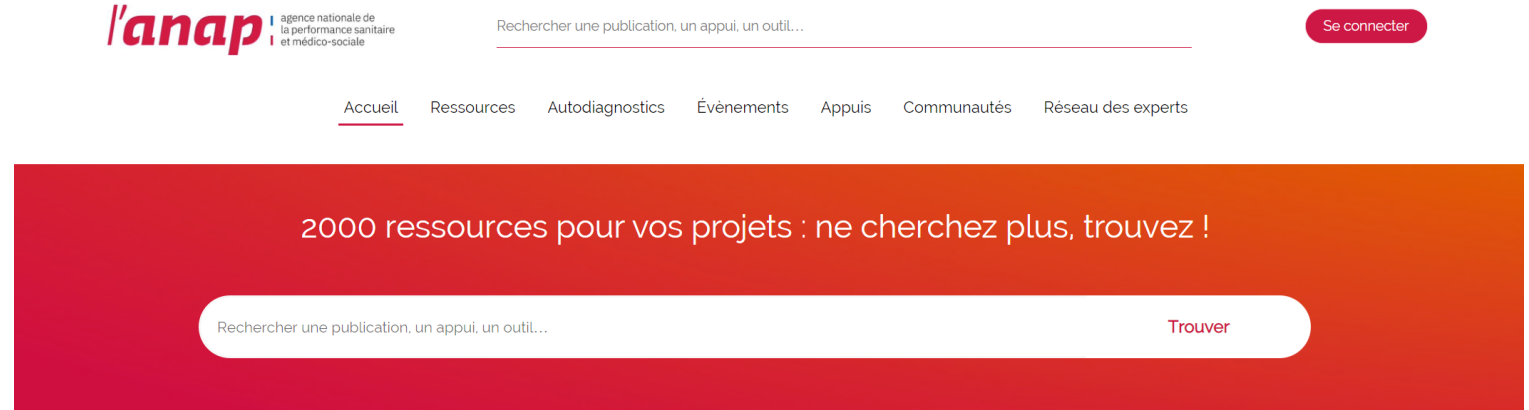 l'anap
agence nationale de
la performance sanitaire
et médico-sociale
Rechercher une publication, un appui, un outil...
Se connecter
Accueil Ressources Autodiagnostics Évènements Appuis Communautés Réseau des experts
2000 ressources pour vos projets : ne cherchez plus, trouvez !
Rechercher une publication, un appui, un outil...
Trouver